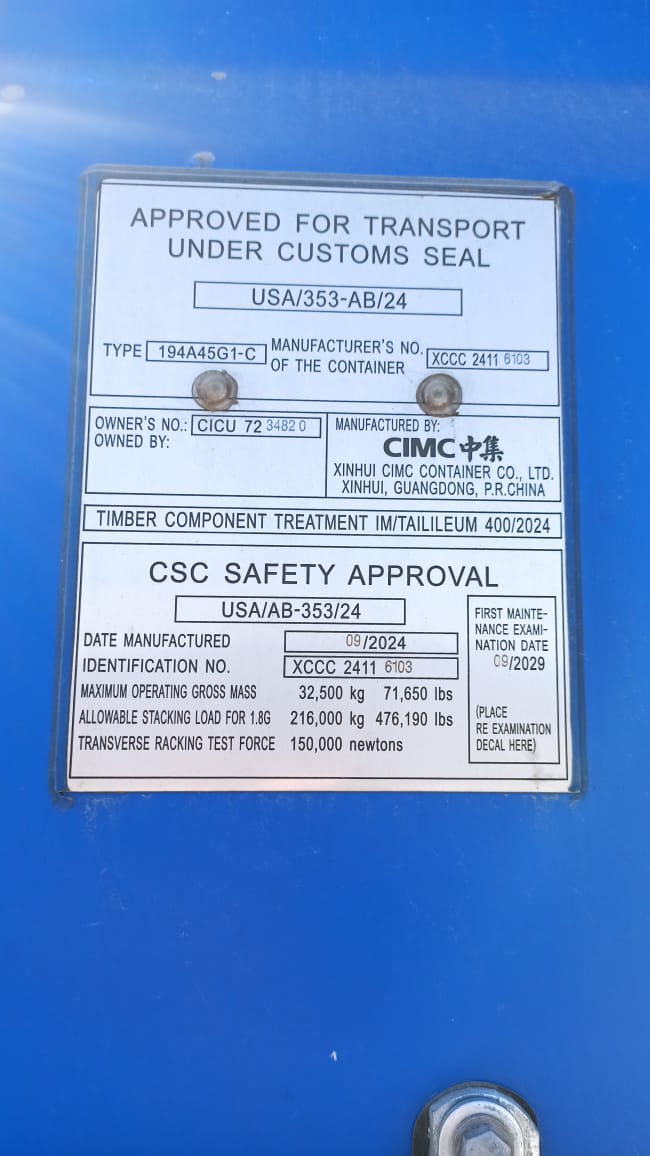 APPROVED FOR TRANSPORT
UNDER CUSTOMS SEAL
USA/353-AB/24
TYPE 194A45G1-C MANUFACTURER'S NO.
OF THE CONTAINER XCCC 2411 6103
OWNER'S NO.: CICU 72 3482 0
OWNED BY:
MANUFACTURED BY:
CIMC中集
XINHUI CIMC CONTAINER CO., LTD.
XINHUI, GUANGDONG, P.R.CHINA
TIMBER COMPONENT TREATMENT IM/TAILILEUM 400/2024
CSC SAFETY APPROVAL
USA/AB-353/24
DATE MANUFACTURED 09/2024
IDENTIFICATION NO. XCCC 2411 6103
MAXIMUM OPERATING GROSS MASS 32,500 kg 71,650 lbs
ALLOWABLE STACKING LOAD FOR 1.8G 216,000 kg 476,190 lbs
TRANSVERSE RACKING TEST FORCE 150,000 newtons
FIRST MAINTE-
NANCE EXAMI-
NATION DATE
09/2029
(PLACE
RE EXAMINATION
DECAL HERE)